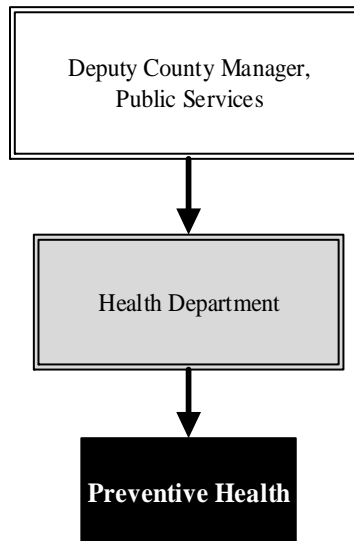 Deputy County Manager,
Public Services
Health Department
Preventive Health